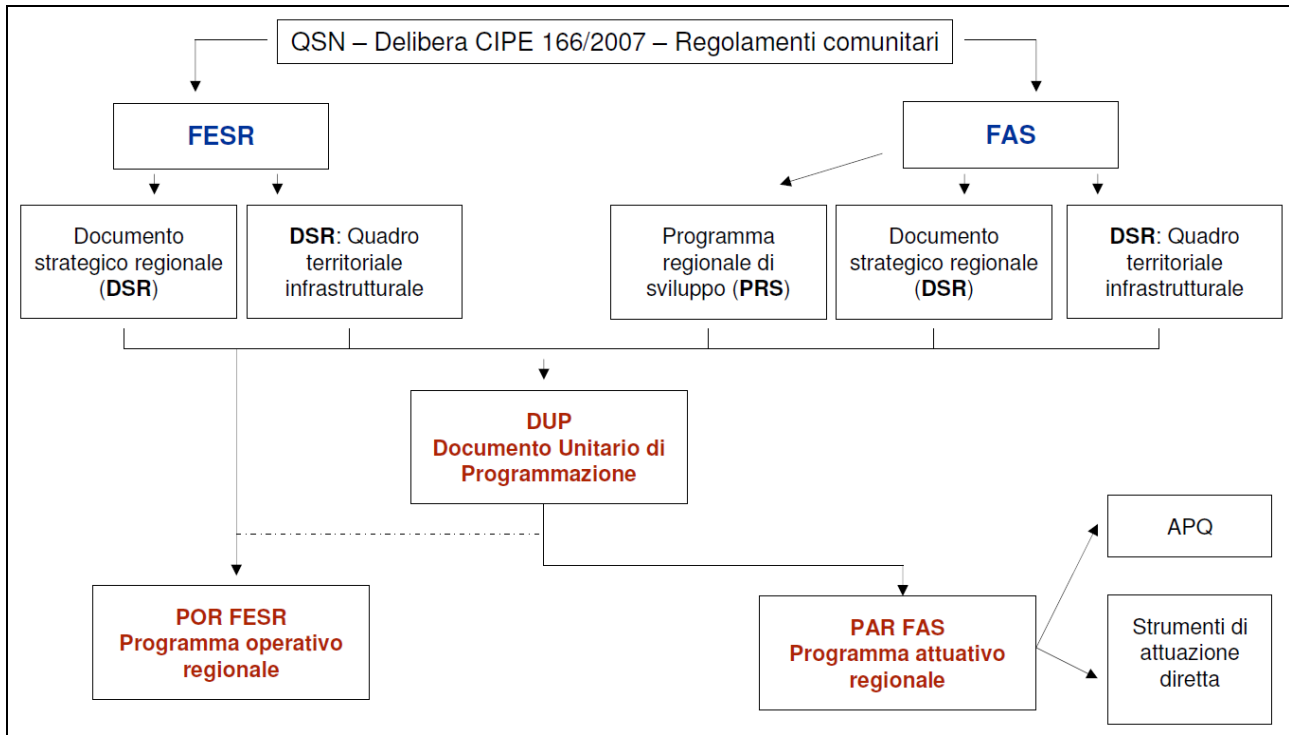 QSN – Delibera CIPE 166/2007 – Regolamenti comunitari
FESR
FAS
Documento
strategico regionale
(DSR)
DSR: Quadro
territoriale
infrastrutturale
Programma
regionale di
sviluppo (PRS)
Documento
strategico regionale
(DSR)
DSR: Quadro
territoriale
infrastrutturale
DUP
Documento Unitario di
Programmazione
APQ
POR FESR
Programma operativo
regionale
PAR FAS
Programma attuativo
regionale
Strumenti di
attuazione
diretta